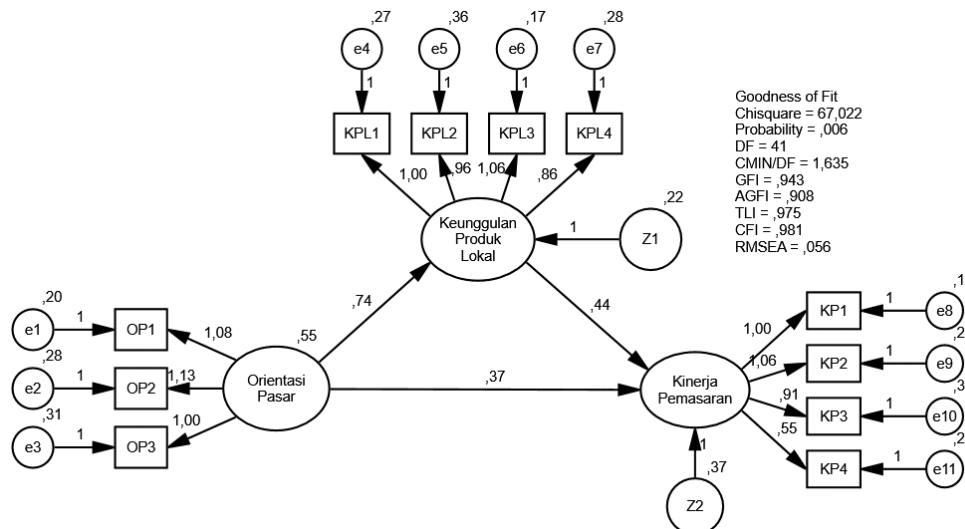 ,27
,36
,17
,28
e4
e5
e6
e7
1
1
1
1
KPL1
KPL2
KPL3
KPL4
1,00
,96
1,06
,86
Goodness of Fit
Chisquare = 67,022
Probability = ,006
DF = 41
CMIN/DF = 1,635
GFI = ,943
AGFI = ,908
TLI = ,975
CFI = ,981
RMSEA = ,056
Keunggulan
Produk
Lokal
1
,22
Z1
,74
,44
,20
e1
1
OP1
1,08
,28
e2
1
OP2
1,13
,31
e3
1
OP3
1,00
,55
Orientasi
Pasar
,37
Kinerja
Pemasaran
1
,37
Z2
1,00
KP1
1
,1
e8
1,06
KP2
1
,2
e9
,91
KP3
1
,3
e10
,55
KP4
1
,2
e11